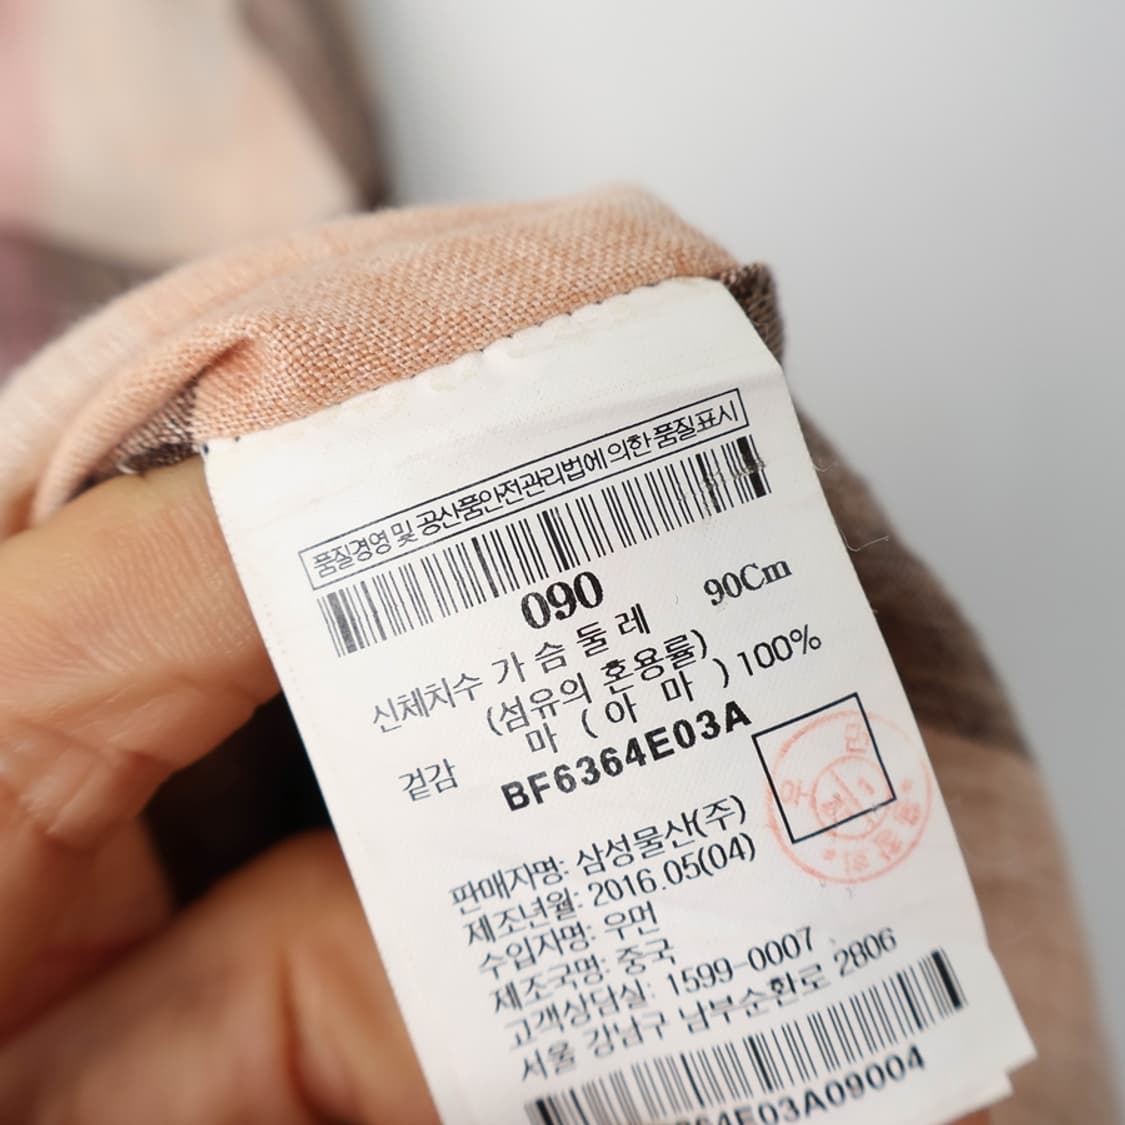 품질경영 및 공산품안전관리법에 의한 품질표시
090
신체치수 가슴둘레 90Cm
(섬유의 혼용률)
겉감 마 ( 아 마 ) 100%
BF6364E03A
판매자명: 삼성물산(주)
제조년월: 2016.05(04)
수입자명: 우먼
제조국명: 중국
고객상담실: 1599-0007
서울 강남구 남부순환로 2806
364E03A09004